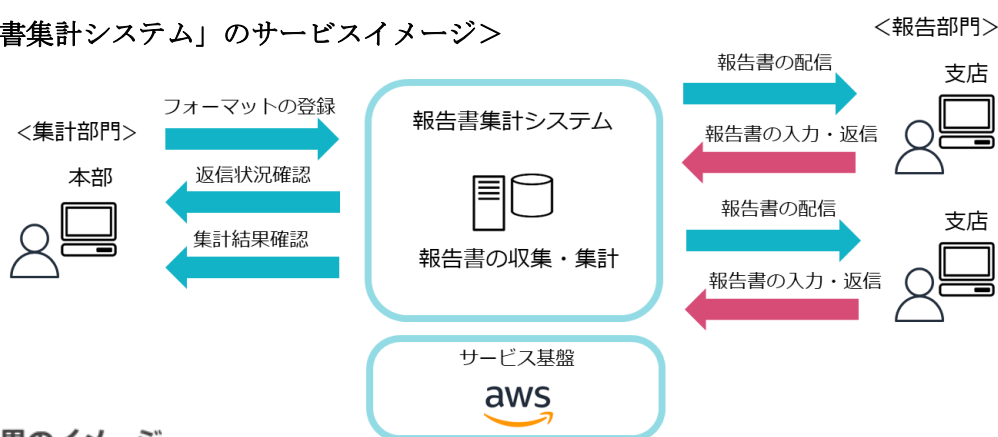 書集計システム」のサービスイメージ＞
＜報告部門＞
報告書の配信
支店
フォーマットの登録
報告書集計システム
＜集計部門＞
報告書の入力・返信
本部
返信状況確認
報告書の配信
支店
集計結果確認
報告書の収集・集計
報告書の入力・返信
サービス基盤
aws